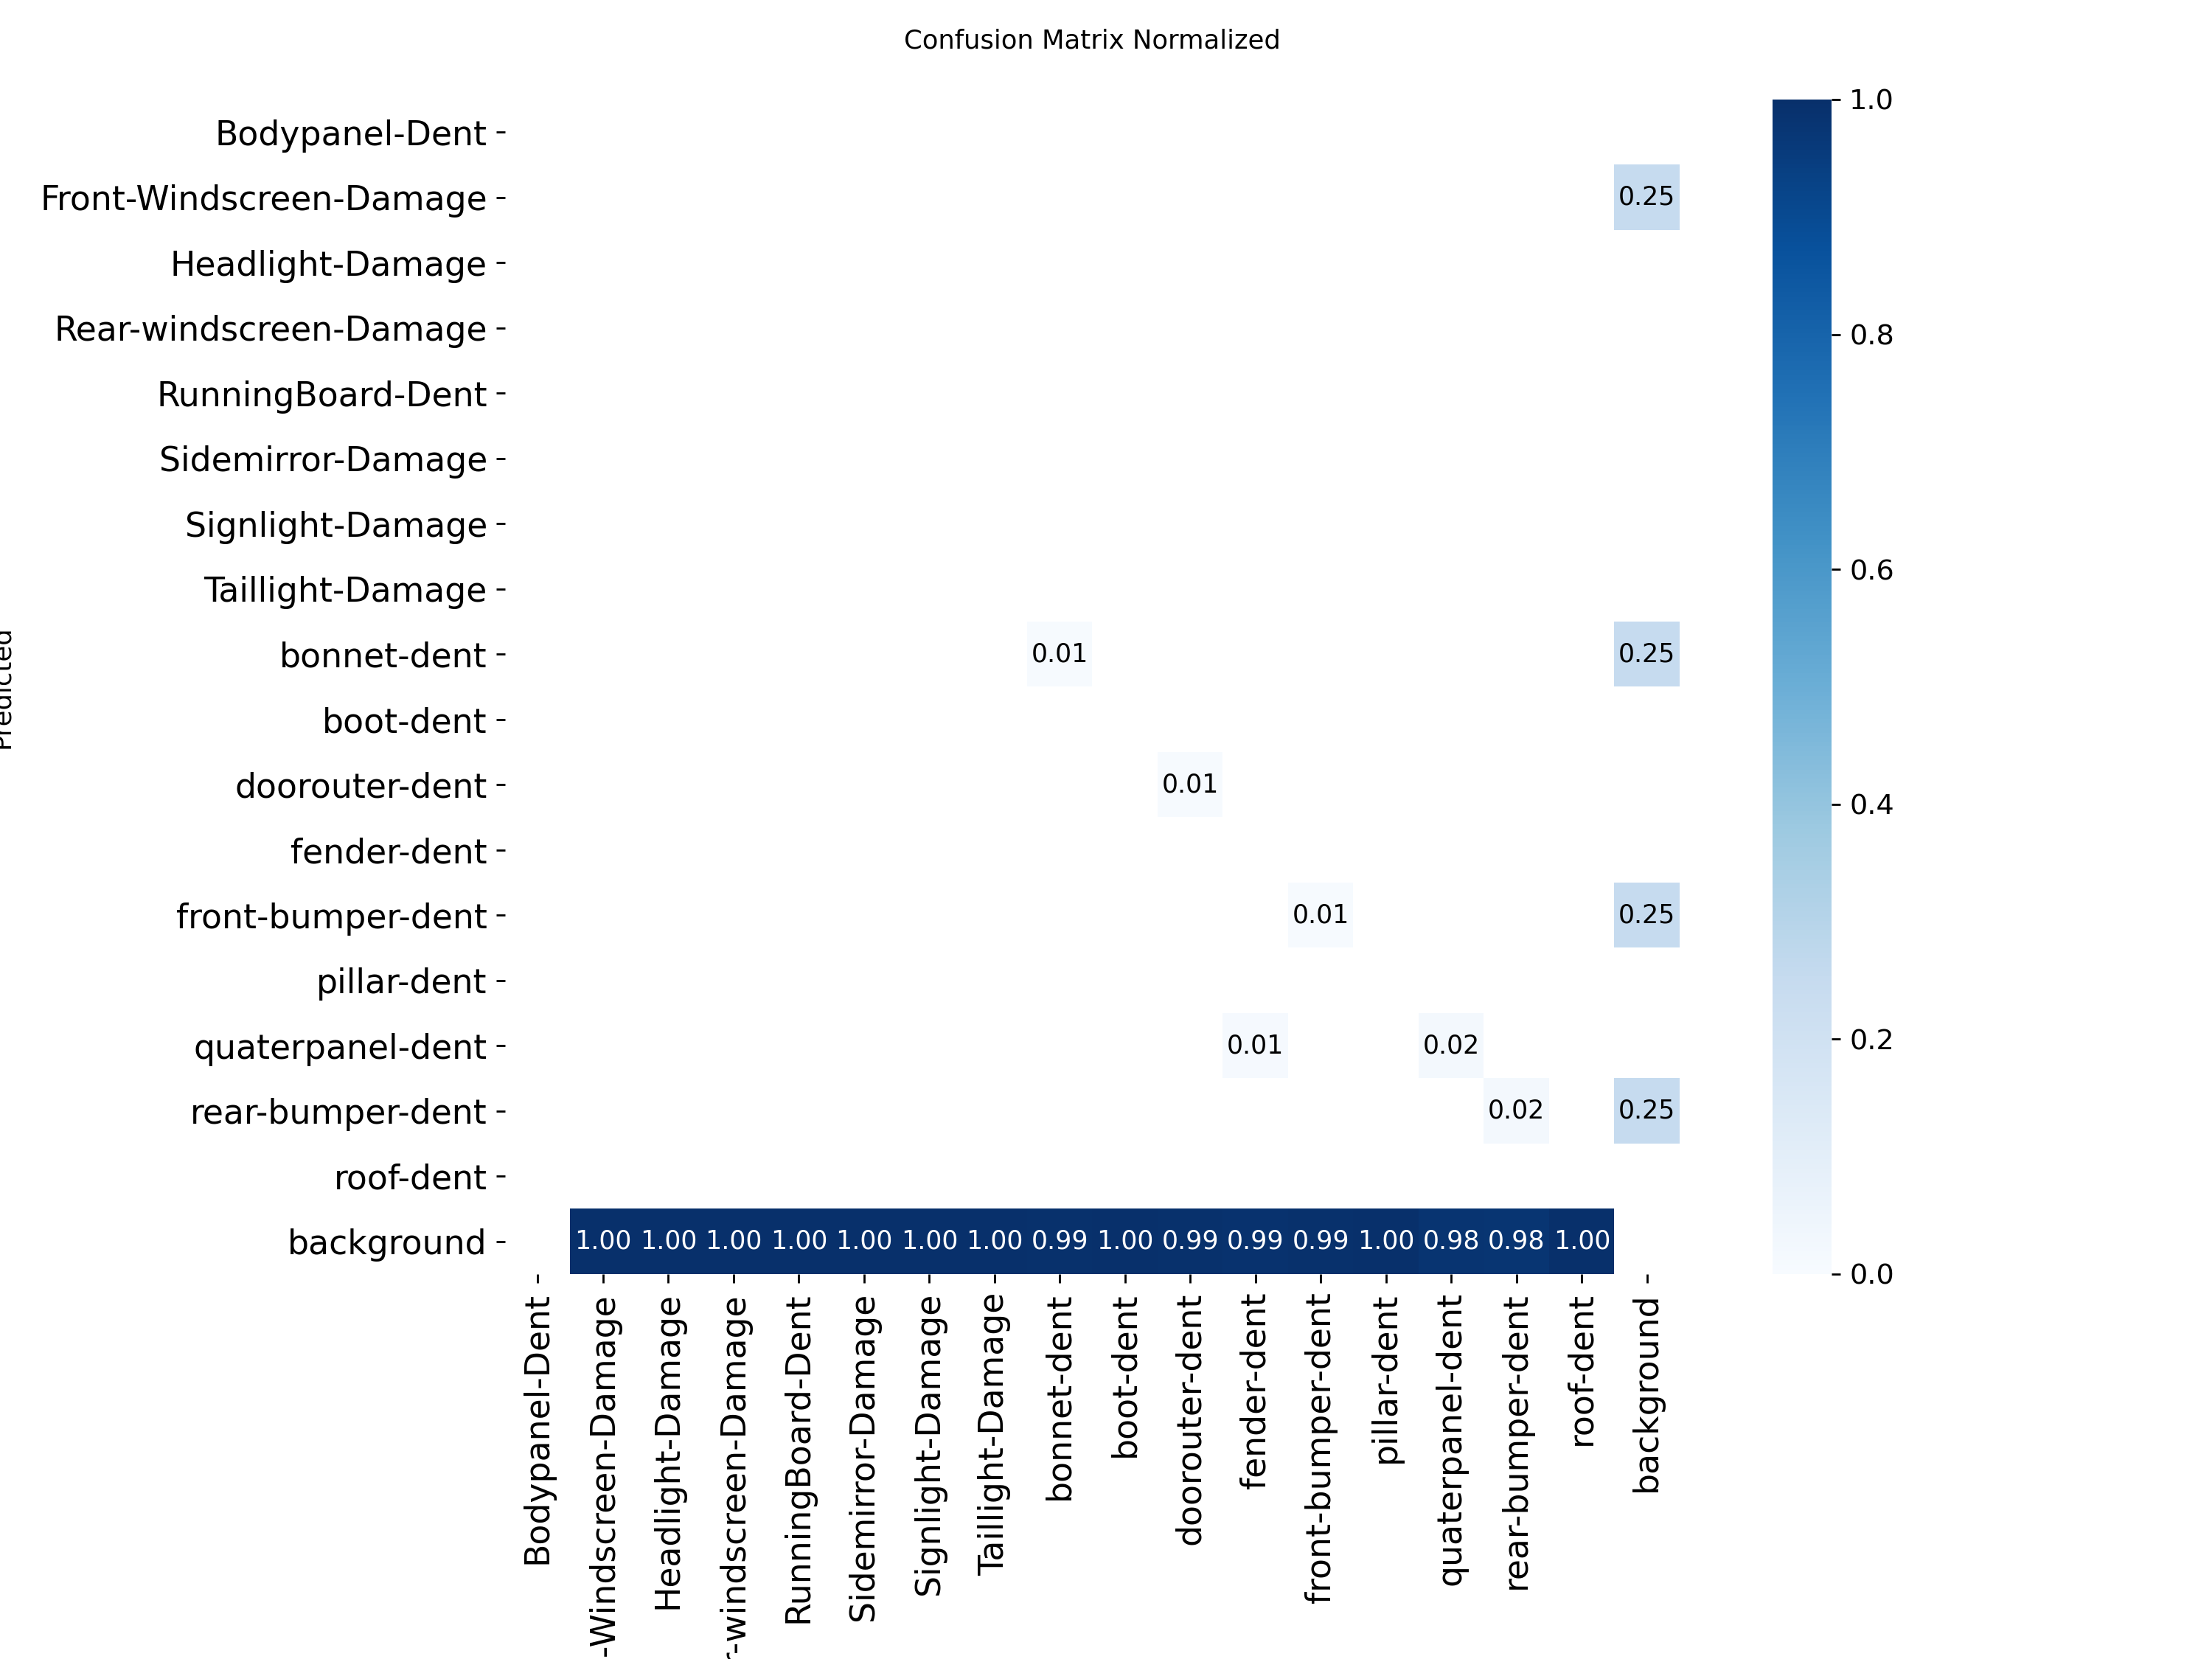 Confusion Matrix Normalized
Predicted
Bodypanel-Dent
Front-Windscreen-Damage
0.25
Headlight-Damage
Rear-windscreen-Damage
RunningBoard-Dent
Sidemirror-Damage
Signlight-Damage
Taillight-Damage
bonnet-dent
0.01 0.25
boot-dent
doorouter-dent
0.01
fender-dent
front-bumper-dent
0.01 0.25
pillar-dent
quaterpanel-dent
0.01 0.02
rear-bumper-dent
0.02 0.25
roof-dent
background
1.00 1.00 1.00 1.00 1.00 1.00 1.00 0.99 1.00 0.99 0.99 0.99 1.00 0.98 0.98 1.00
Bodypanel-Dent
-Windscreen-Damage
Headlight-Damage
r-windscreen-Damage
RunningBoard-Dent
Sidemirror-Damage
Signlight-Damage
Taillight-Damage
bonnet-dent
boot-dent
doorouter-dent
fender-dent
front-bumper-dent
pillar-dent
quaterpanel-dent
rear-bumper-dent
roof-dent
background
1.0
0.8
0.6
0.4
0.2
0.0